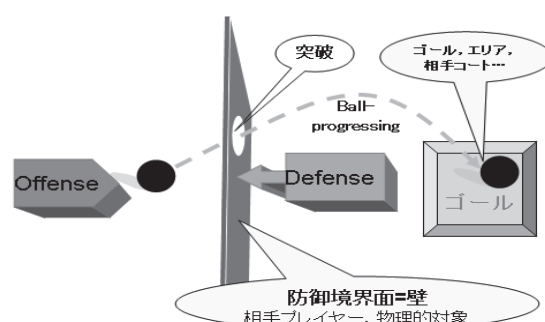 突破
ゴール,エリア,
相手コート…
Ball-
progressing
Offense
Defense
ゴール
防御境界面=壁
相手プレイヤー,物理的対象